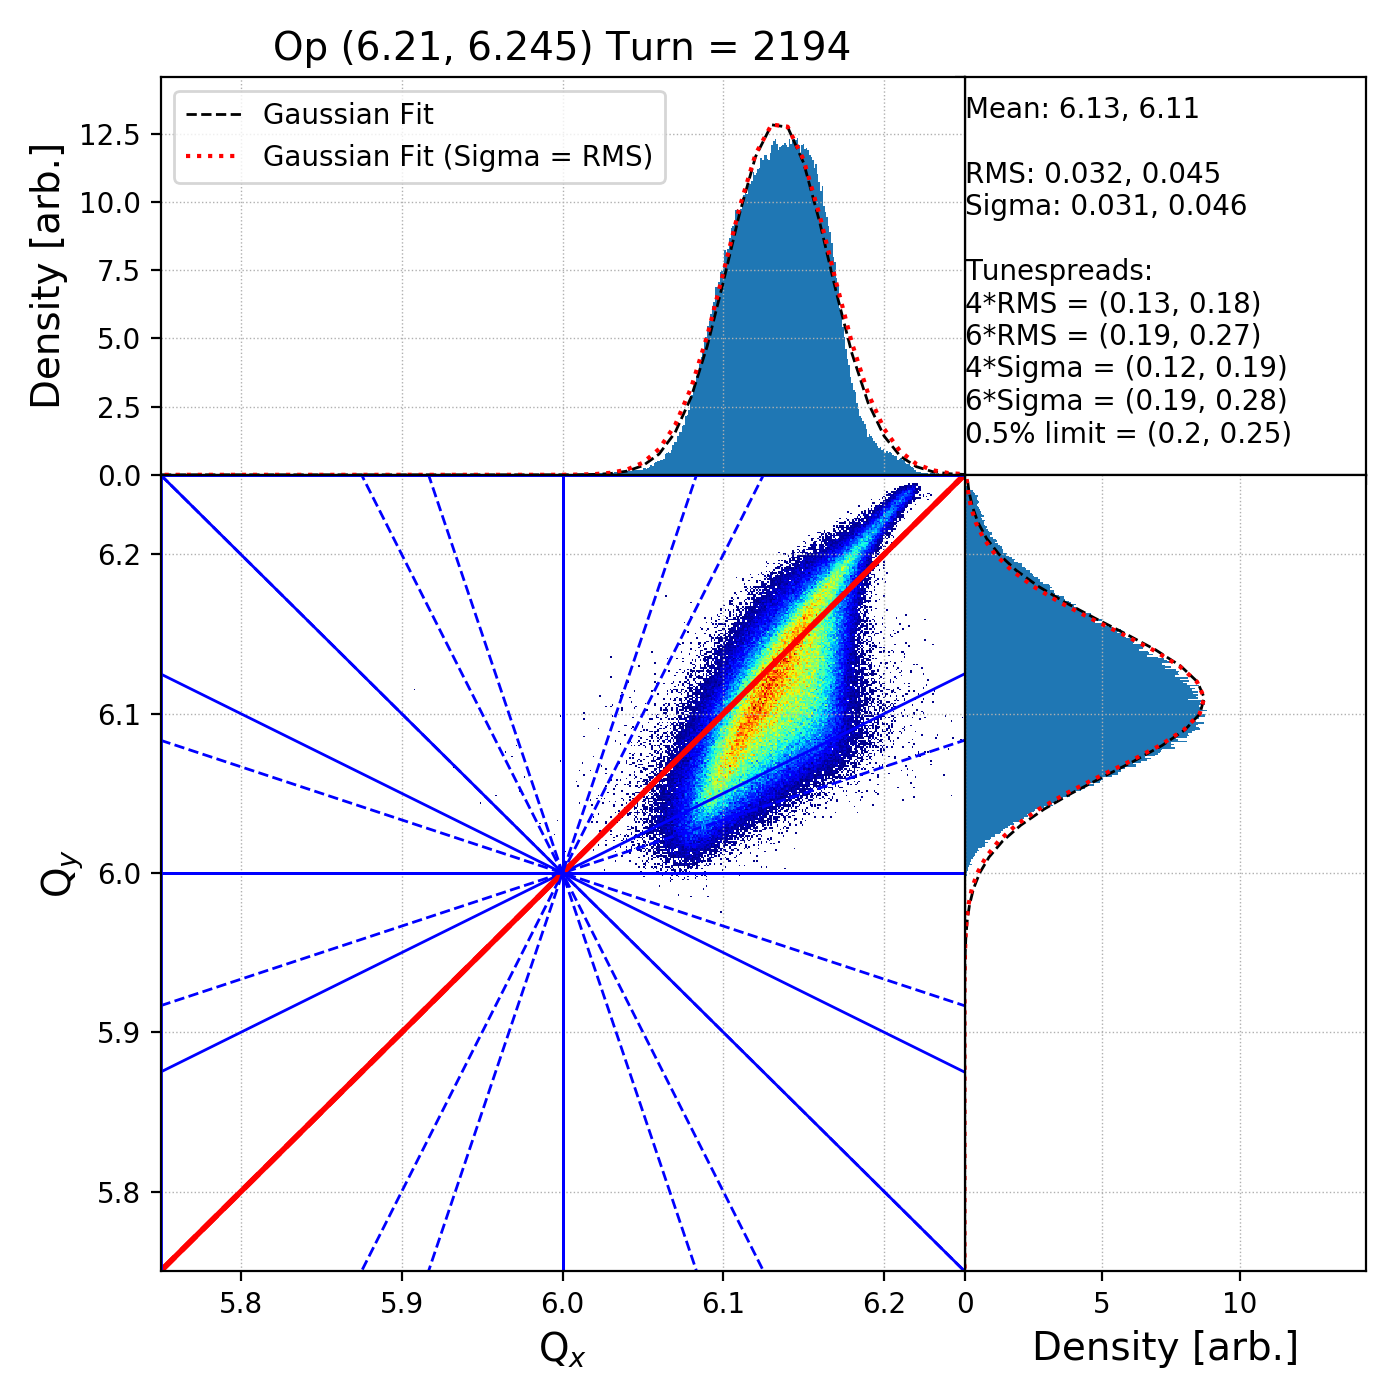 Op (6.21, 6.245) Turn = 2194
Gaussian Fit
Gaussian Fit (Sigma = RMS)
Density [arb.]
12.5
10.0
7.5
5.0
2.5
0.0
Mean: 6.13, 6.11
RMS: 0.032, 0.045
Sigma: 0.031, 0.046
Tunespreads:
4*RMS = (0.13, 0.18)
6*RMS = (0.19, 0.27)
4*Sigma = (0.12, 0.19)
6*Sigma = (0.19, 0.28)
0.5% limit = (0.2, 0.25)
Qy
6.2
6.1
6.0
5.9
5.8
5.8 5.9 6.0 6.1 6.2
Qx
0 5 10
Density [arb.]